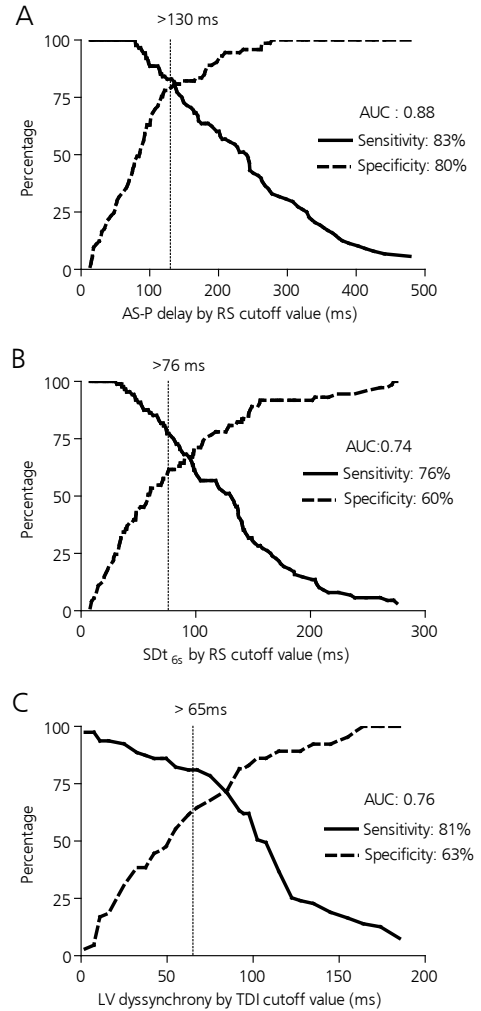 A
>130 ms
100
75
50
25
0
Percentage
AUC : 0.88
Sensitivity: 83%
Specificity: 80%
0 100 200 300 400 500
AS-P delay by RS cutoff value (ms)
B
>76 ms
100
75
50
25
0
Percentage
AUC:0.74
Sensitivity: 76%
Specificity: 60%
0 100 200 300
SDt 6s by RS cutoff value (ms)
C
> 65ms
100
75
50
25
0
Percentage
AUC: 0.76
Sensitivity: 81%
Specificity: 63%
0 50 100 150 200
LV dyssynchrony by TDI cutoff value (ms)